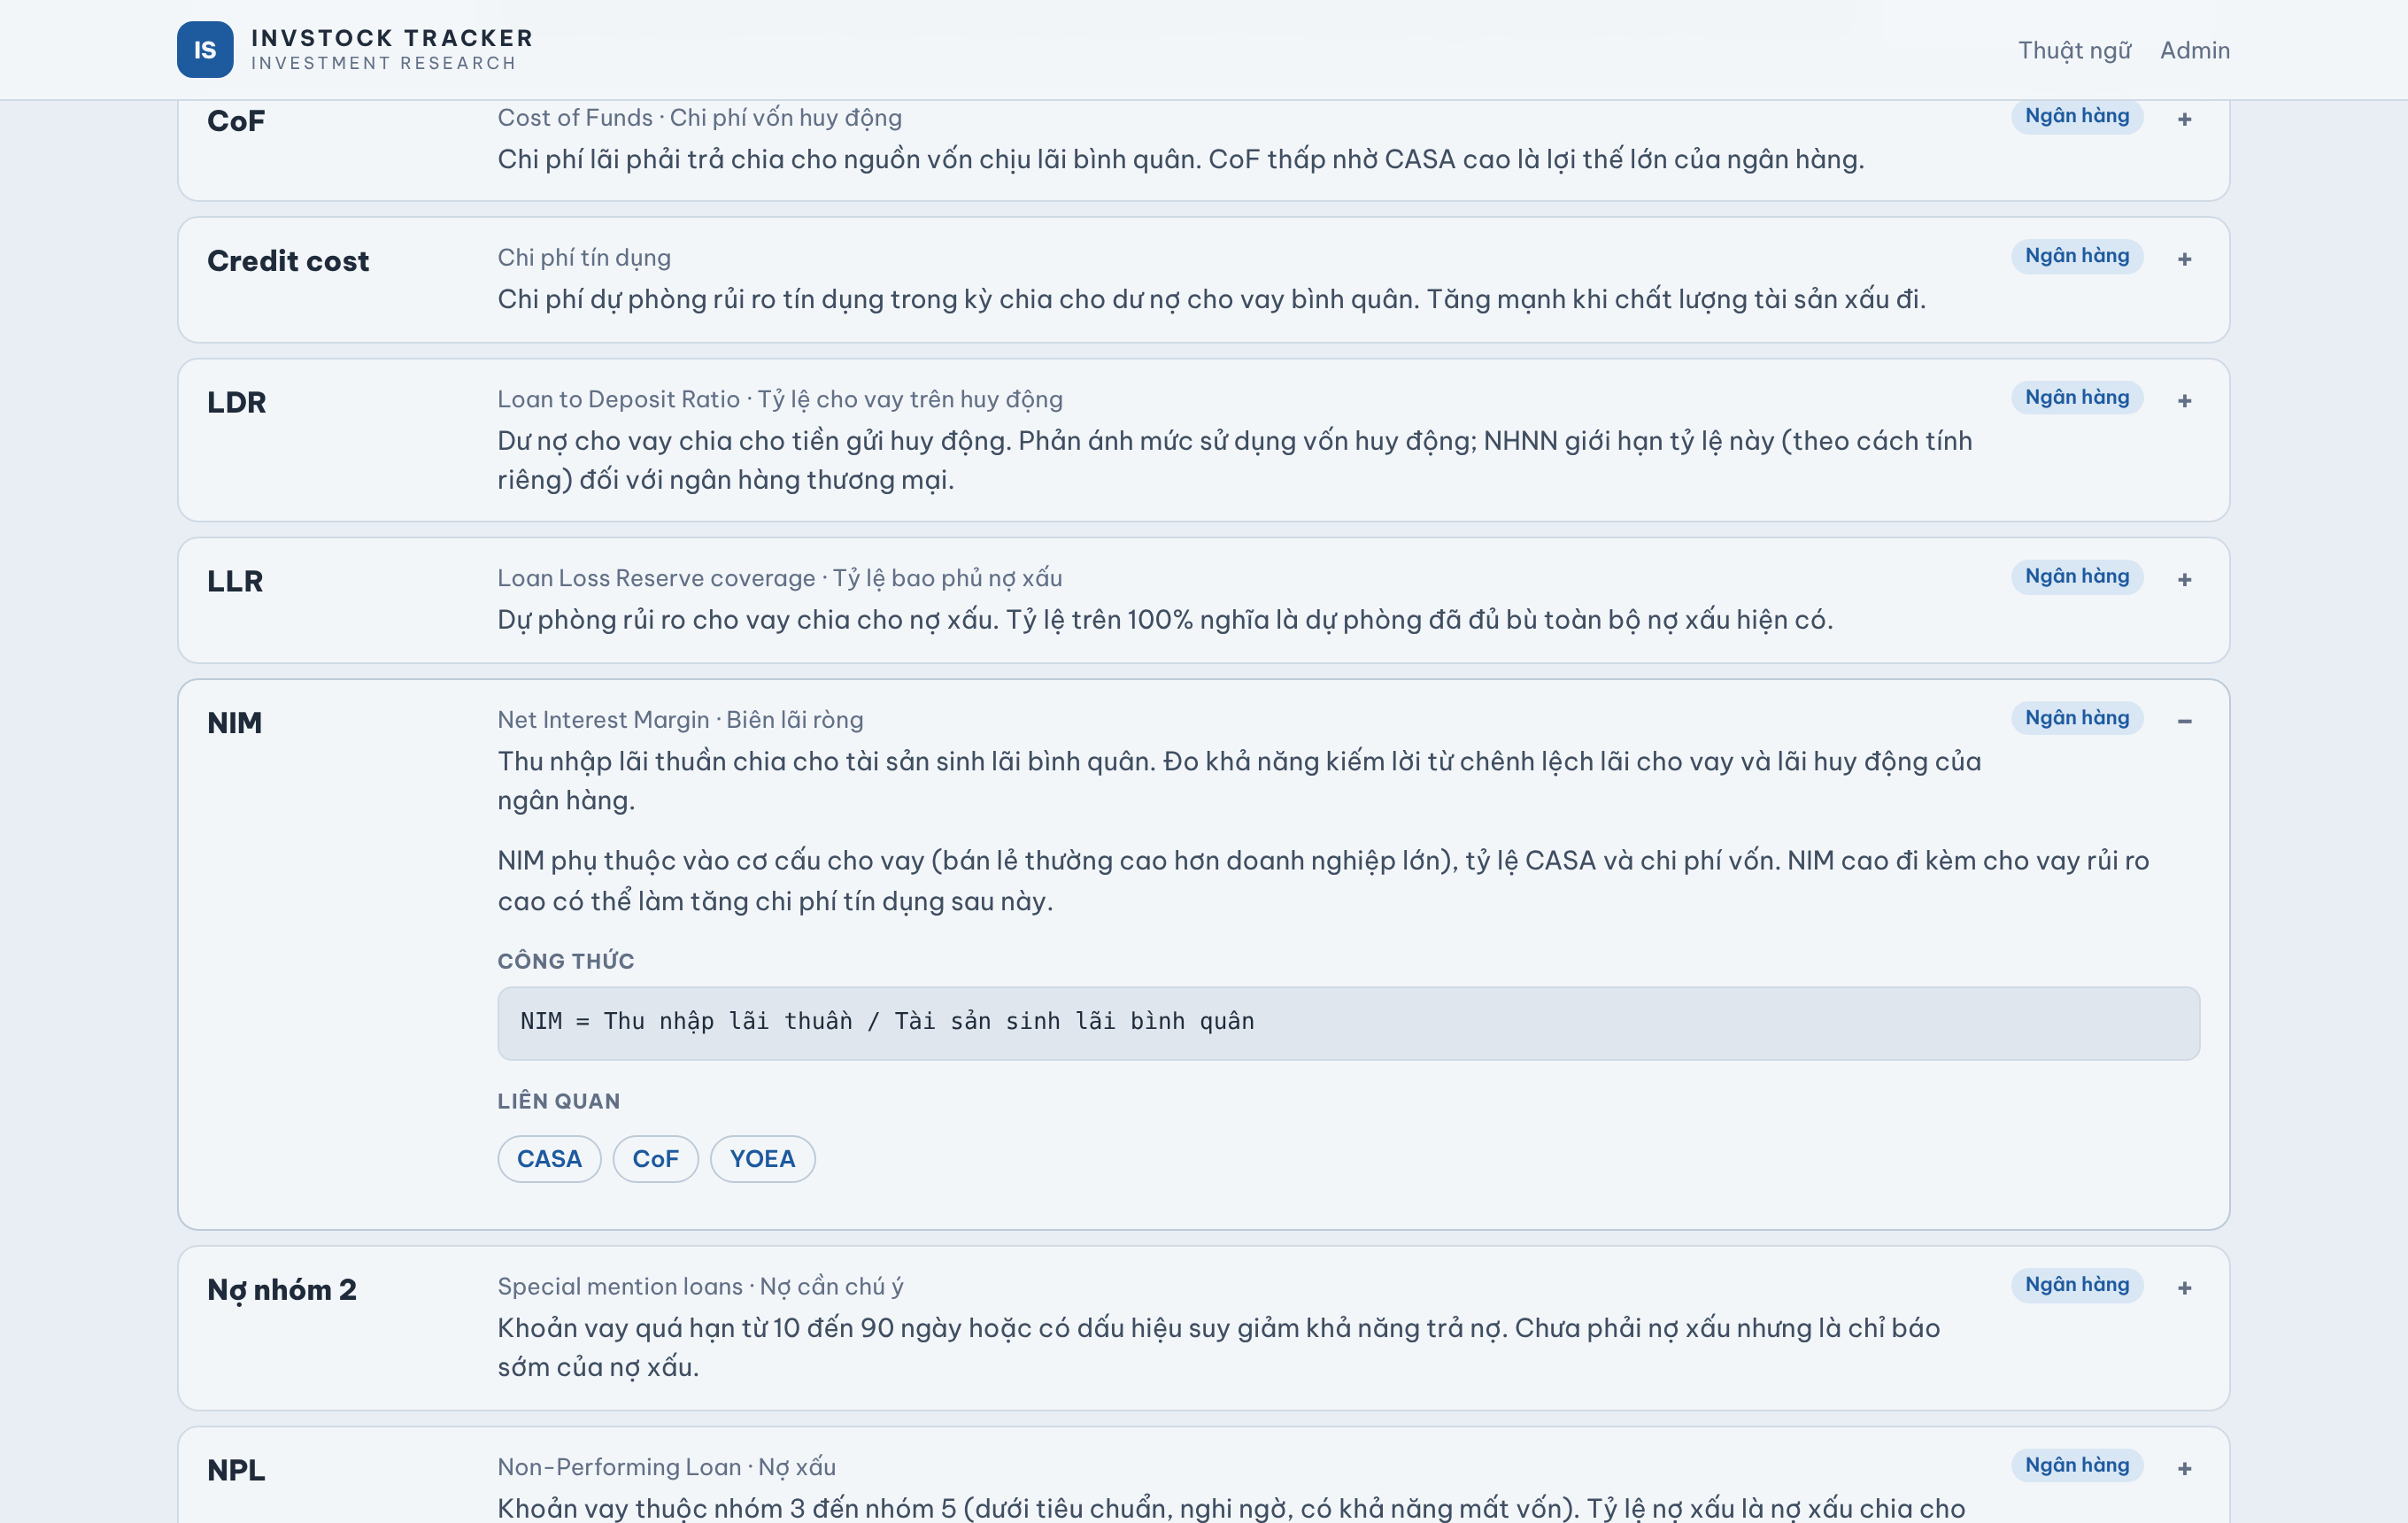 IS
INVSTOCK TRACKER
INVESTMENT RESEARCH
Thuật ngữ
Admin
CoF
Cost of Funds · Chi phí vốn huy động
Ngân hàng
+
Chi phí lãi phải trả chia cho nguồn vốn chịu lãi bình quân. CoF thấp nhờ CASA cao là lợi thế lớn của ngân hàng.
Credit cost
Chi phí tín dụng
Ngân hàng
+
Chi phí dự phòng rủi ro tín dụng trong kỳ chia cho dư nợ cho vay bình quân. Tăng mạnh khi chất lượng tài sản xấu đi.
LDR
Loan to Deposit Ratio · Tỷ lệ cho vay trên huy động
Ngân hàng
+
Dư nợ cho vay chia cho tiền gửi huy động. Phản ánh mức sử dụng vốn huy động; NHNN giới hạn tỷ lệ này (theo cách tính
riêng) đối với ngân hàng thương mại.
LLR
Loan Loss Reserve coverage · Tỷ lệ bao phủ nợ xấu
Ngân hàng
+
Dự phòng rủi ro cho vay chia cho nợ xấu. Tỷ lệ trên 100% nghĩa là dự phòng đã đủ bù toàn bộ nợ xấu hiện có.
NIM
Net Interest Margin · Biên lãi ròng
Ngân hàng
−
Thu nhập lãi thuần chia cho tài sản sinh lãi bình quân. Đo khả năng kiếm lời từ chênh lệch lãi cho vay và lãi huy động của
ngân hàng.
NIM phụ thuộc vào cơ cấu cho vay (bán lẻ thường cao hơn doanh nghiệp lớn), tỷ lệ CASA và chi phí vốn. NIM cao đi kèm cho vay rủi ro
cao có thể làm tăng chi phí tín dụng sau này.
CÔNG THỨC
NIM = Thu nhập lãi thuần / Tài sản sinh lãi bình quân
LIÊN QUAN
CASA
CoF
YOEA
Nợ nhóm 2
Special mention loans · Nợ cần chú ý
Ngân hàng
+
Khoản vay quá hạn từ 10 đến 90 ngày hoặc có dấu hiệu suy giảm khả năng trả nợ. Chưa phải nợ xấu nhưng là chỉ báo
sớm của nợ xấu.
NPL
Non-Performing Loan · Nợ xấu
Ngân hàng
+
Khoản vay thuộc nhóm 3 đến nhóm 5 (dưới tiêu chuẩn, nghi ngờ, có khả năng mất vốn). Tỷ lệ nợ xấu là nợ xấu chia cho